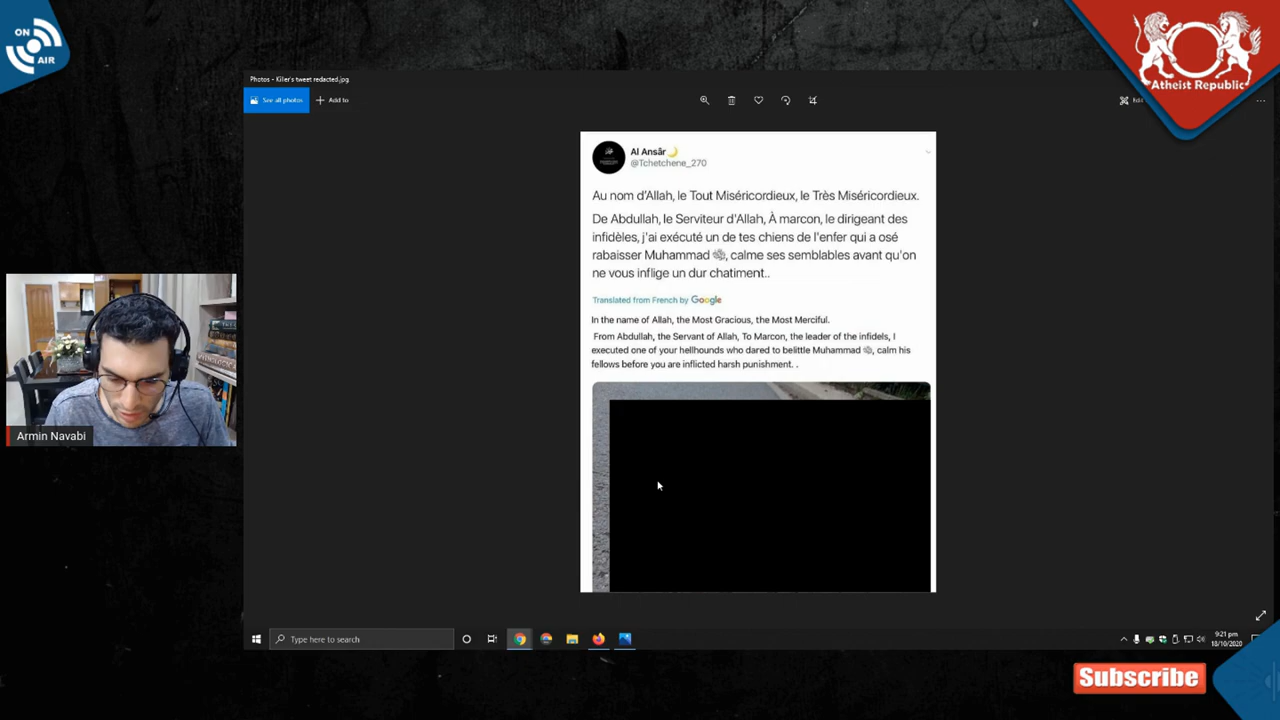 ON
AIR
Atheist Republic
Photos - Killer's tweet redacted.jpg
See all photos
Add to
Al Ansâr
@Tchetchene_270
Au nom d'Allah, le Tout Miséricordieux, le Très Miséricordieux.
De Abdullah, le Serviteur d'Allah, À marcon, le dirigeant des
infidèles, j'ai exécuté un de tes chiens de l'enfer qui a osé
rabaisser Muhammad ﷺ, calme ses semblables avant qu'on
ne vous inflige un dur chatiment..
Translated from French by Google
In the name of Allah, the Most Gracious, the Most Merciful.
From Abdullah, the Servant of Allah, To Marcon, the leader of the infidels, I
executed one of your hellhounds who dared to belittle Muhammad ﷺ, calm his
fellows before you are inflicted harsh punishment. .
Armin Navabi
Type here to search
9:21 pm
18/10/2020
Subscribe